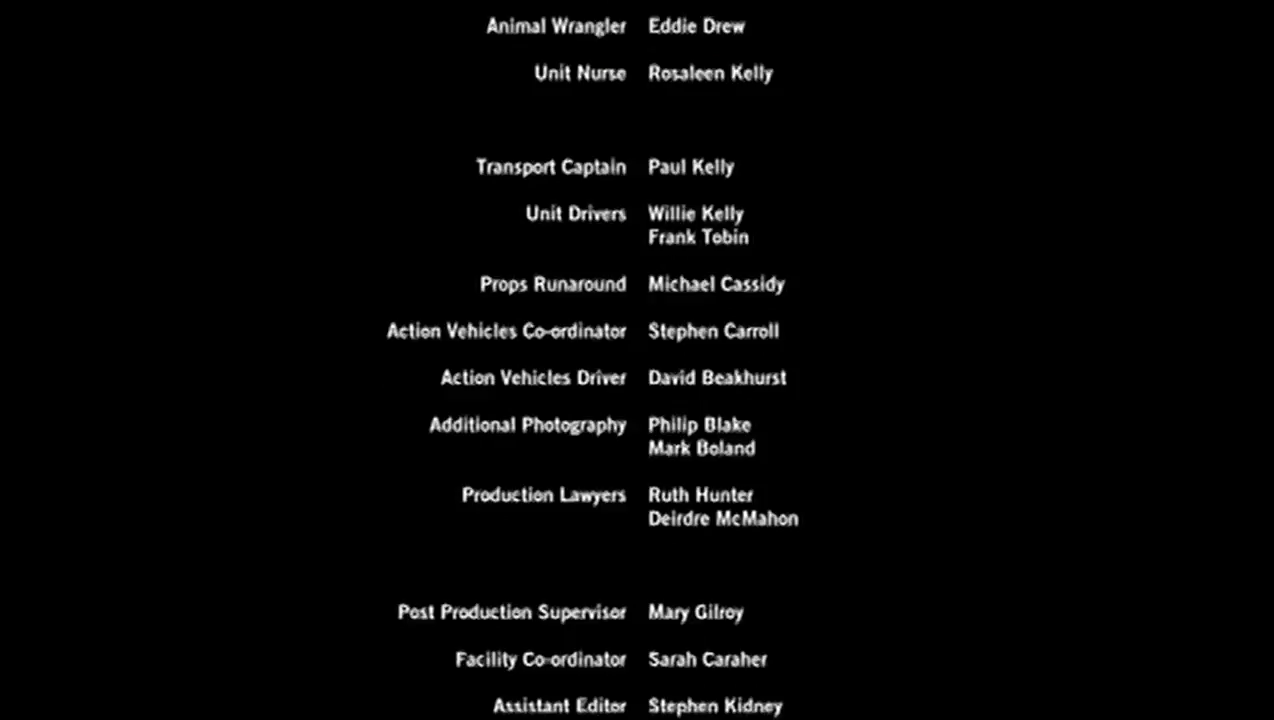 Animal Wrangler Eddie Drew
Unit Nurse Rosaleen Kelly
Transport Captain Paul Kelly
Unit Drivers Willie Kelly
Frank Tobin
Props Runaround Michael Cassidy
Action Vehicles Co-ordinator Stephen Carroll
Action Vehicles Driver David Beakhurst
Additional Photography Philip Blake
Mark Boland
Production Lawyers Ruth Hunter
Deirdre McMahon
Post Production Supervisor Mary Gilroy
Facility Co-ordinator Sarah Caraher
Assistant Editor Stephen Kidney